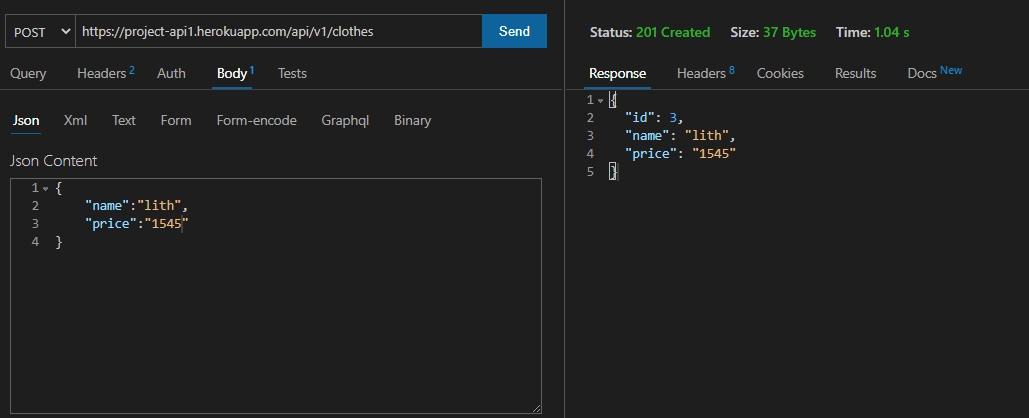 POST https://project-api1.herokuapp.com/api/v1/clothes Send
Query Headers 2 Auth Body 1 Tests
Json Xml Text Form Form-encode Graphql Binary
Json Content
1 {
2 "name":"lith",
3 "price":"1545"
4 }
Status: 201 Created Size: 37 Bytes Time: 1.04 s
Response Headers 8 Cookies Results Docs New
1 {
2 "id": 3,
3 "name": "lith",
4 "price": "1545"
5 }